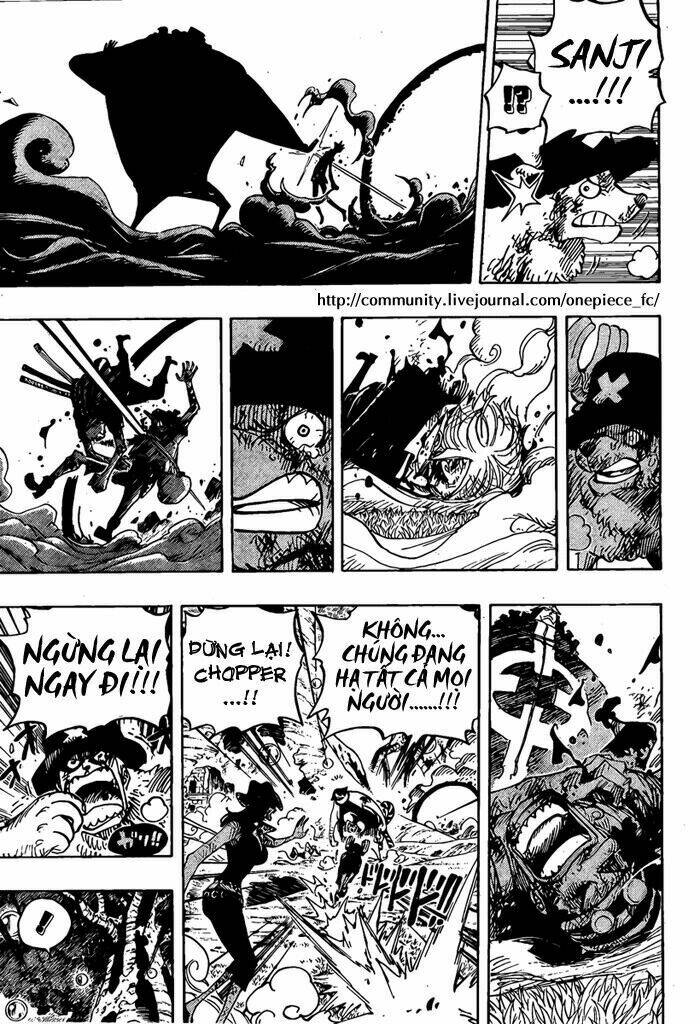 SANJI
....!!!
!?
http://community.livejournal.com/onepiece_fc/
KHÔNG...
CHÚNG ĐANG
HẠ TẤT CẢ MỌI
NGƯỜI......!!!
DỪNG LẠI!
CHOPPER
...!!
NGỪNG LẠI
NGAY ĐI!!!
!